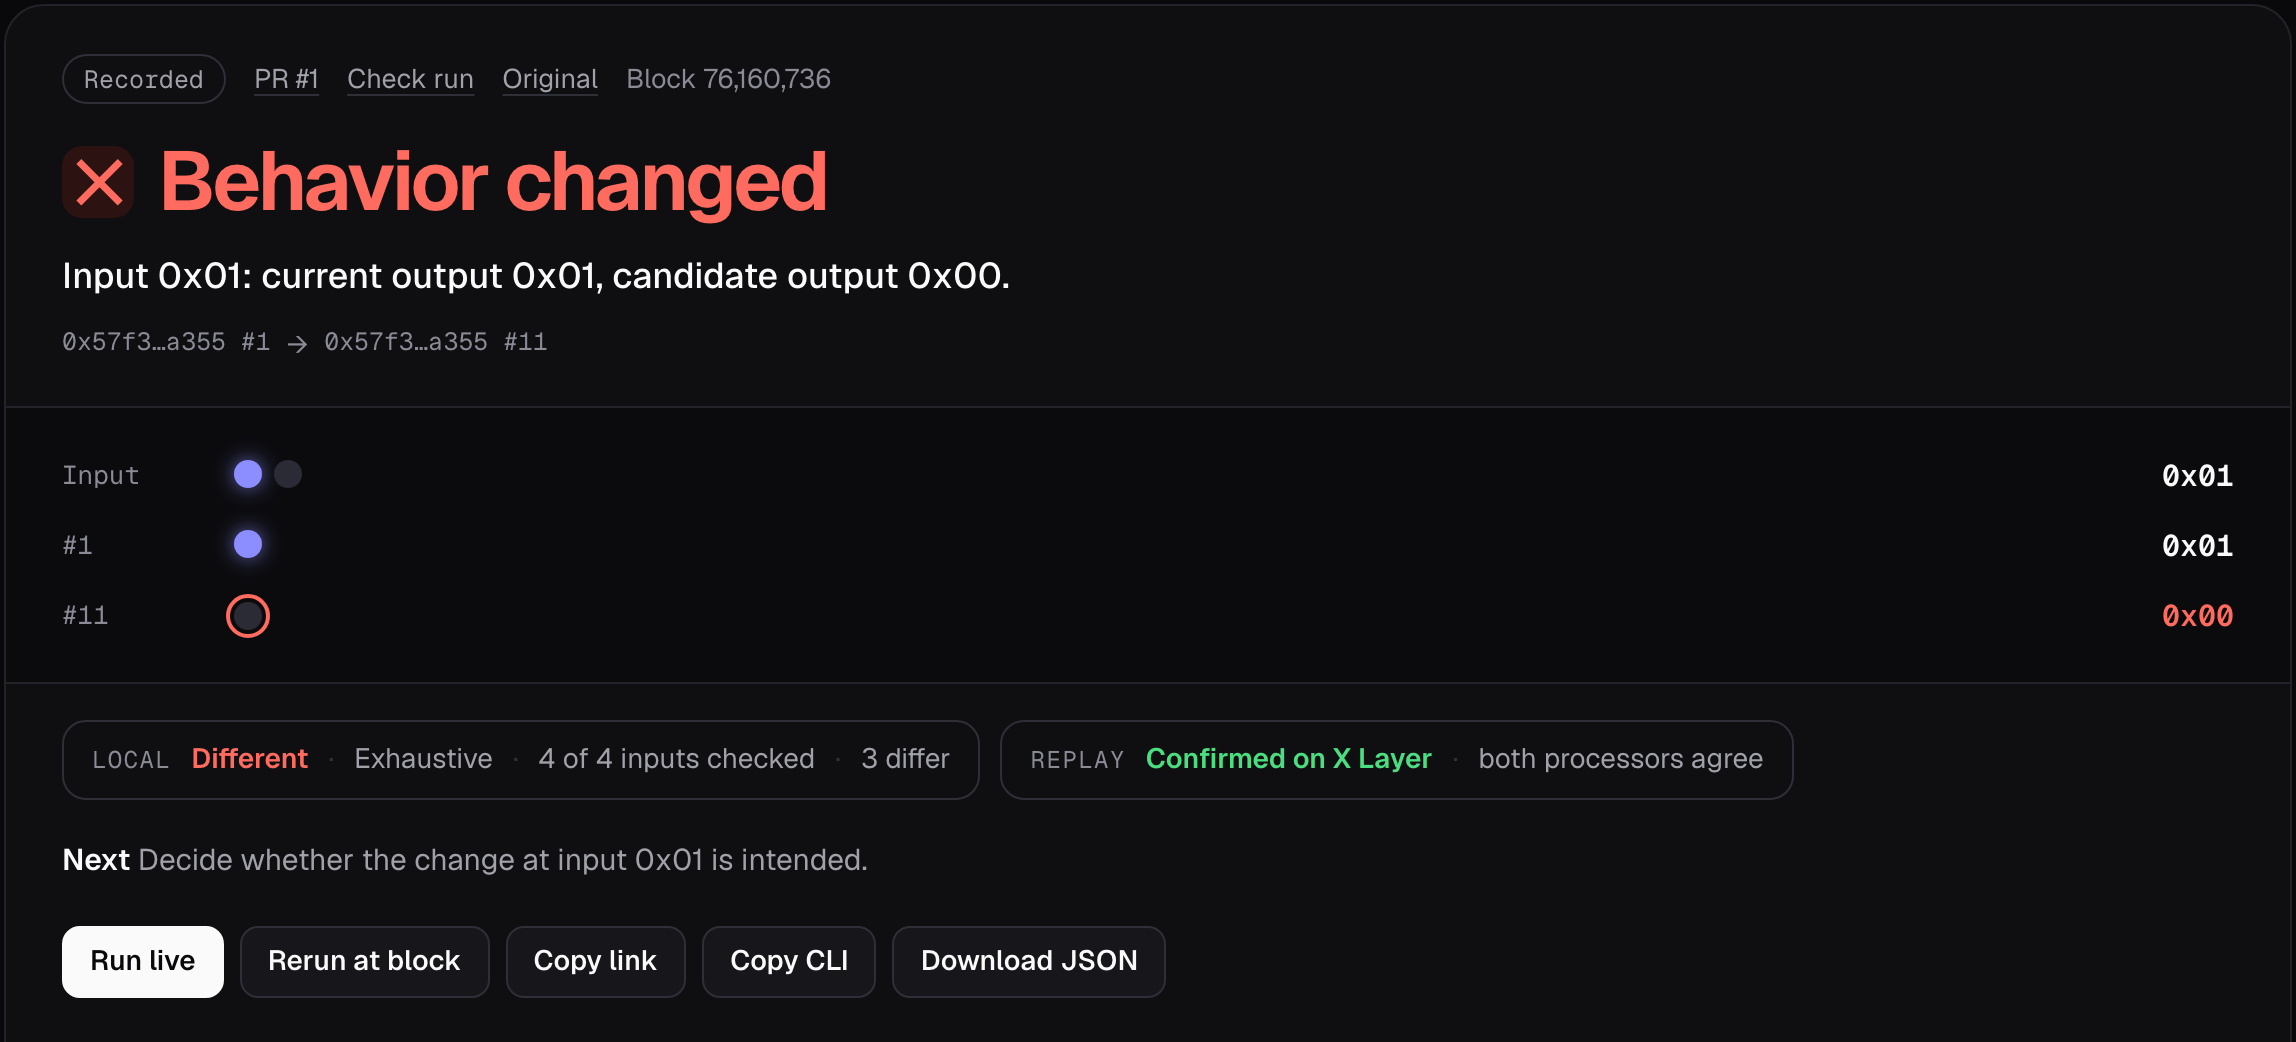 Recorded PR #1 Check run Original Block 76,160,736
Behavior changed
Input 0x01: current output 0x01, candidate output 0x00.
0x57f3…a355 #1 → 0x57f3…a355 #11
Input 0x01
#1 0x01
#11 0x00
LOCAL Different · Exhaustive · 4 of 4 inputs checked · 3 differ REPLAY Confirmed on X Layer · both processors agree
Next Decide whether the change at input 0x01 is intended.
Run live Rerun at block Copy link Copy CLI Download JSON